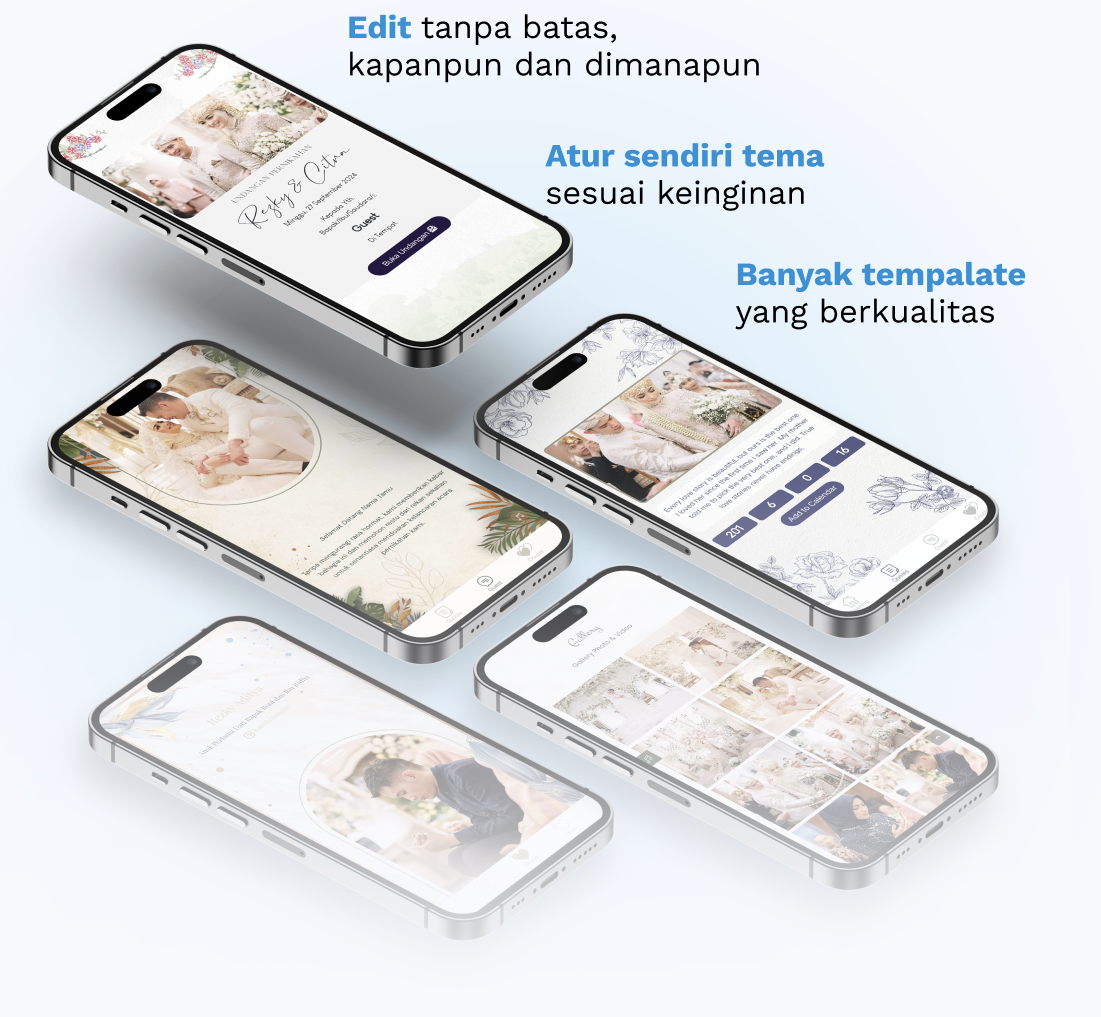 Edit tanpa batas,
kapanpun dan dimanapun
Atur sendiri tema
sesuai keinginan
Banyak tempalate
yang berkualitas
UNDANGAN PERNIKAHAN
Rezky & Citra
Minggu, 27 September 2024
Kepada Yth.
Bapak/Ibu/Saudara/i
Guest
Di Tempat
Buka Undangan
Every love story is beautiful, but ours is the best one.
I loved her since the first time I saw her. My mother
told me to pick the very best one, and i did. True
love stories never have endings.
201 6 0 16
Add to Calendar
Selamat Datang Nama Tamu
Tanpa mengurangi rasa hormat, kami memberikan kabar
bahagia ini dan memohon restu dari rekan sekalian
untuk senantiasa mendoakan kelancaran acara
pernikahan kami.
Guest
Gallery
Gallery Photo & Video